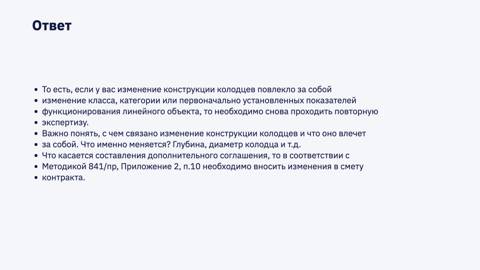 Ответ
• То есть, если у вас изменение конструкции колодцев повлекло за собой
• изменение класса, категории или первоначально установленных показателей
• функционирования линейного объекта, то необходимо снова проходить повторную
• экспертизу.
• Важно понять, с чем связано изменение конструкции колодцев и что оно влечет
• за собой. Что именно меняется? Глубина, диаметр колодца и т.д.
• Что касается составления дополнительного соглашения, то в соответствии с
• Методикой 841/пр, Приложение 2, п.10 необходимо вносить изменения в смету
• контракта.